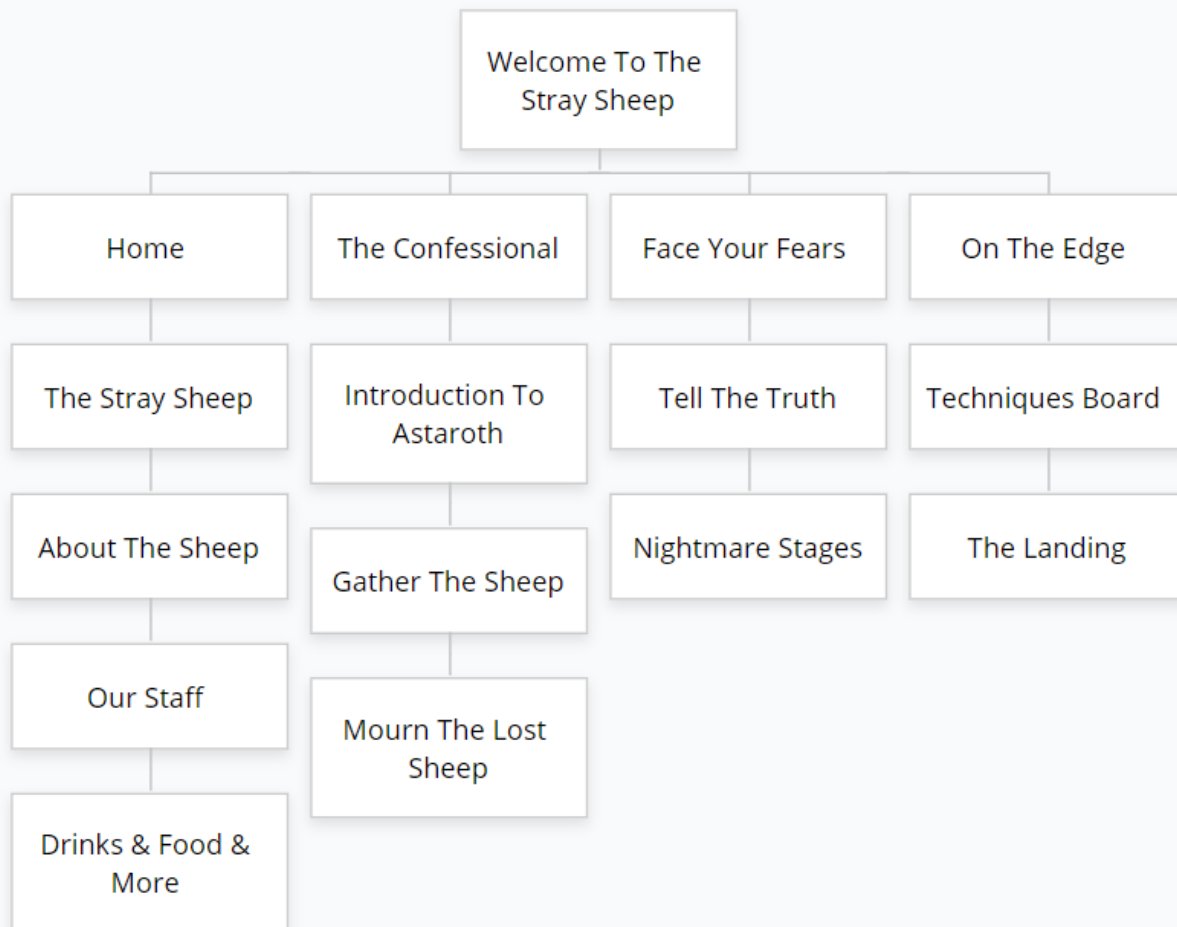 Welcome To The
Stray Sheep
Home
The Confessional
Face Your Fears
On The Edge
The Stray Sheep
Introduction To
Astaroth
Tell The Truth
Techniques Board
About The Sheep
Gather The Sheep
Nightmare Stages
The Landing
Our Staff
Mourn The Lost
Sheep
Drinks & Food &
More